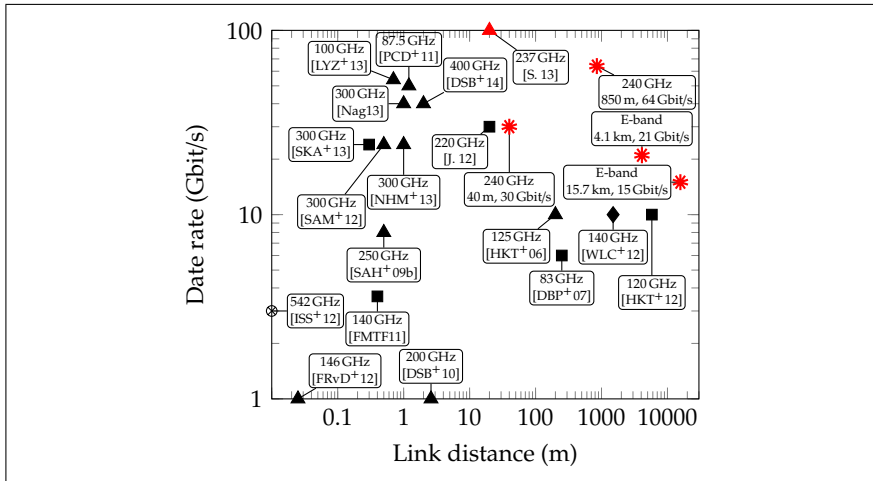 100
10
1
Date rate (Gbit/s)
100 GHz
[LYZ+13]
87.5 GHz
[PCD+11]
400 GHz
[DSB+14]
237 GHz
[S. 13]
240 GHz
850 m, 64 Gbit/s
300 GHz
[Nag13]
E-band
4.1 km, 21 Gbit/s
300 GHz
[SKA+13]
220 GHz
[J. 12]
E-band
15.7 km, 15 Gbit/s
300 GHz
[SAM+12]
300 GHz
[NHM+13]
240 GHz
40 m, 30 Gbit/s
125 GHz
[HKT+06]
140 GHz
[WLC+12]
250 GHz
[SAH+09b]
83 GHz
[DBP+07]
120 GHz
[HKT+12]
542 GHz
[ISS+12]
140 GHz
[FMTF11]
146 GHz
[FRvD+12]
200 GHz
[DSB+10]
0.1 1 10 100 1000 10000
Link distance (m)